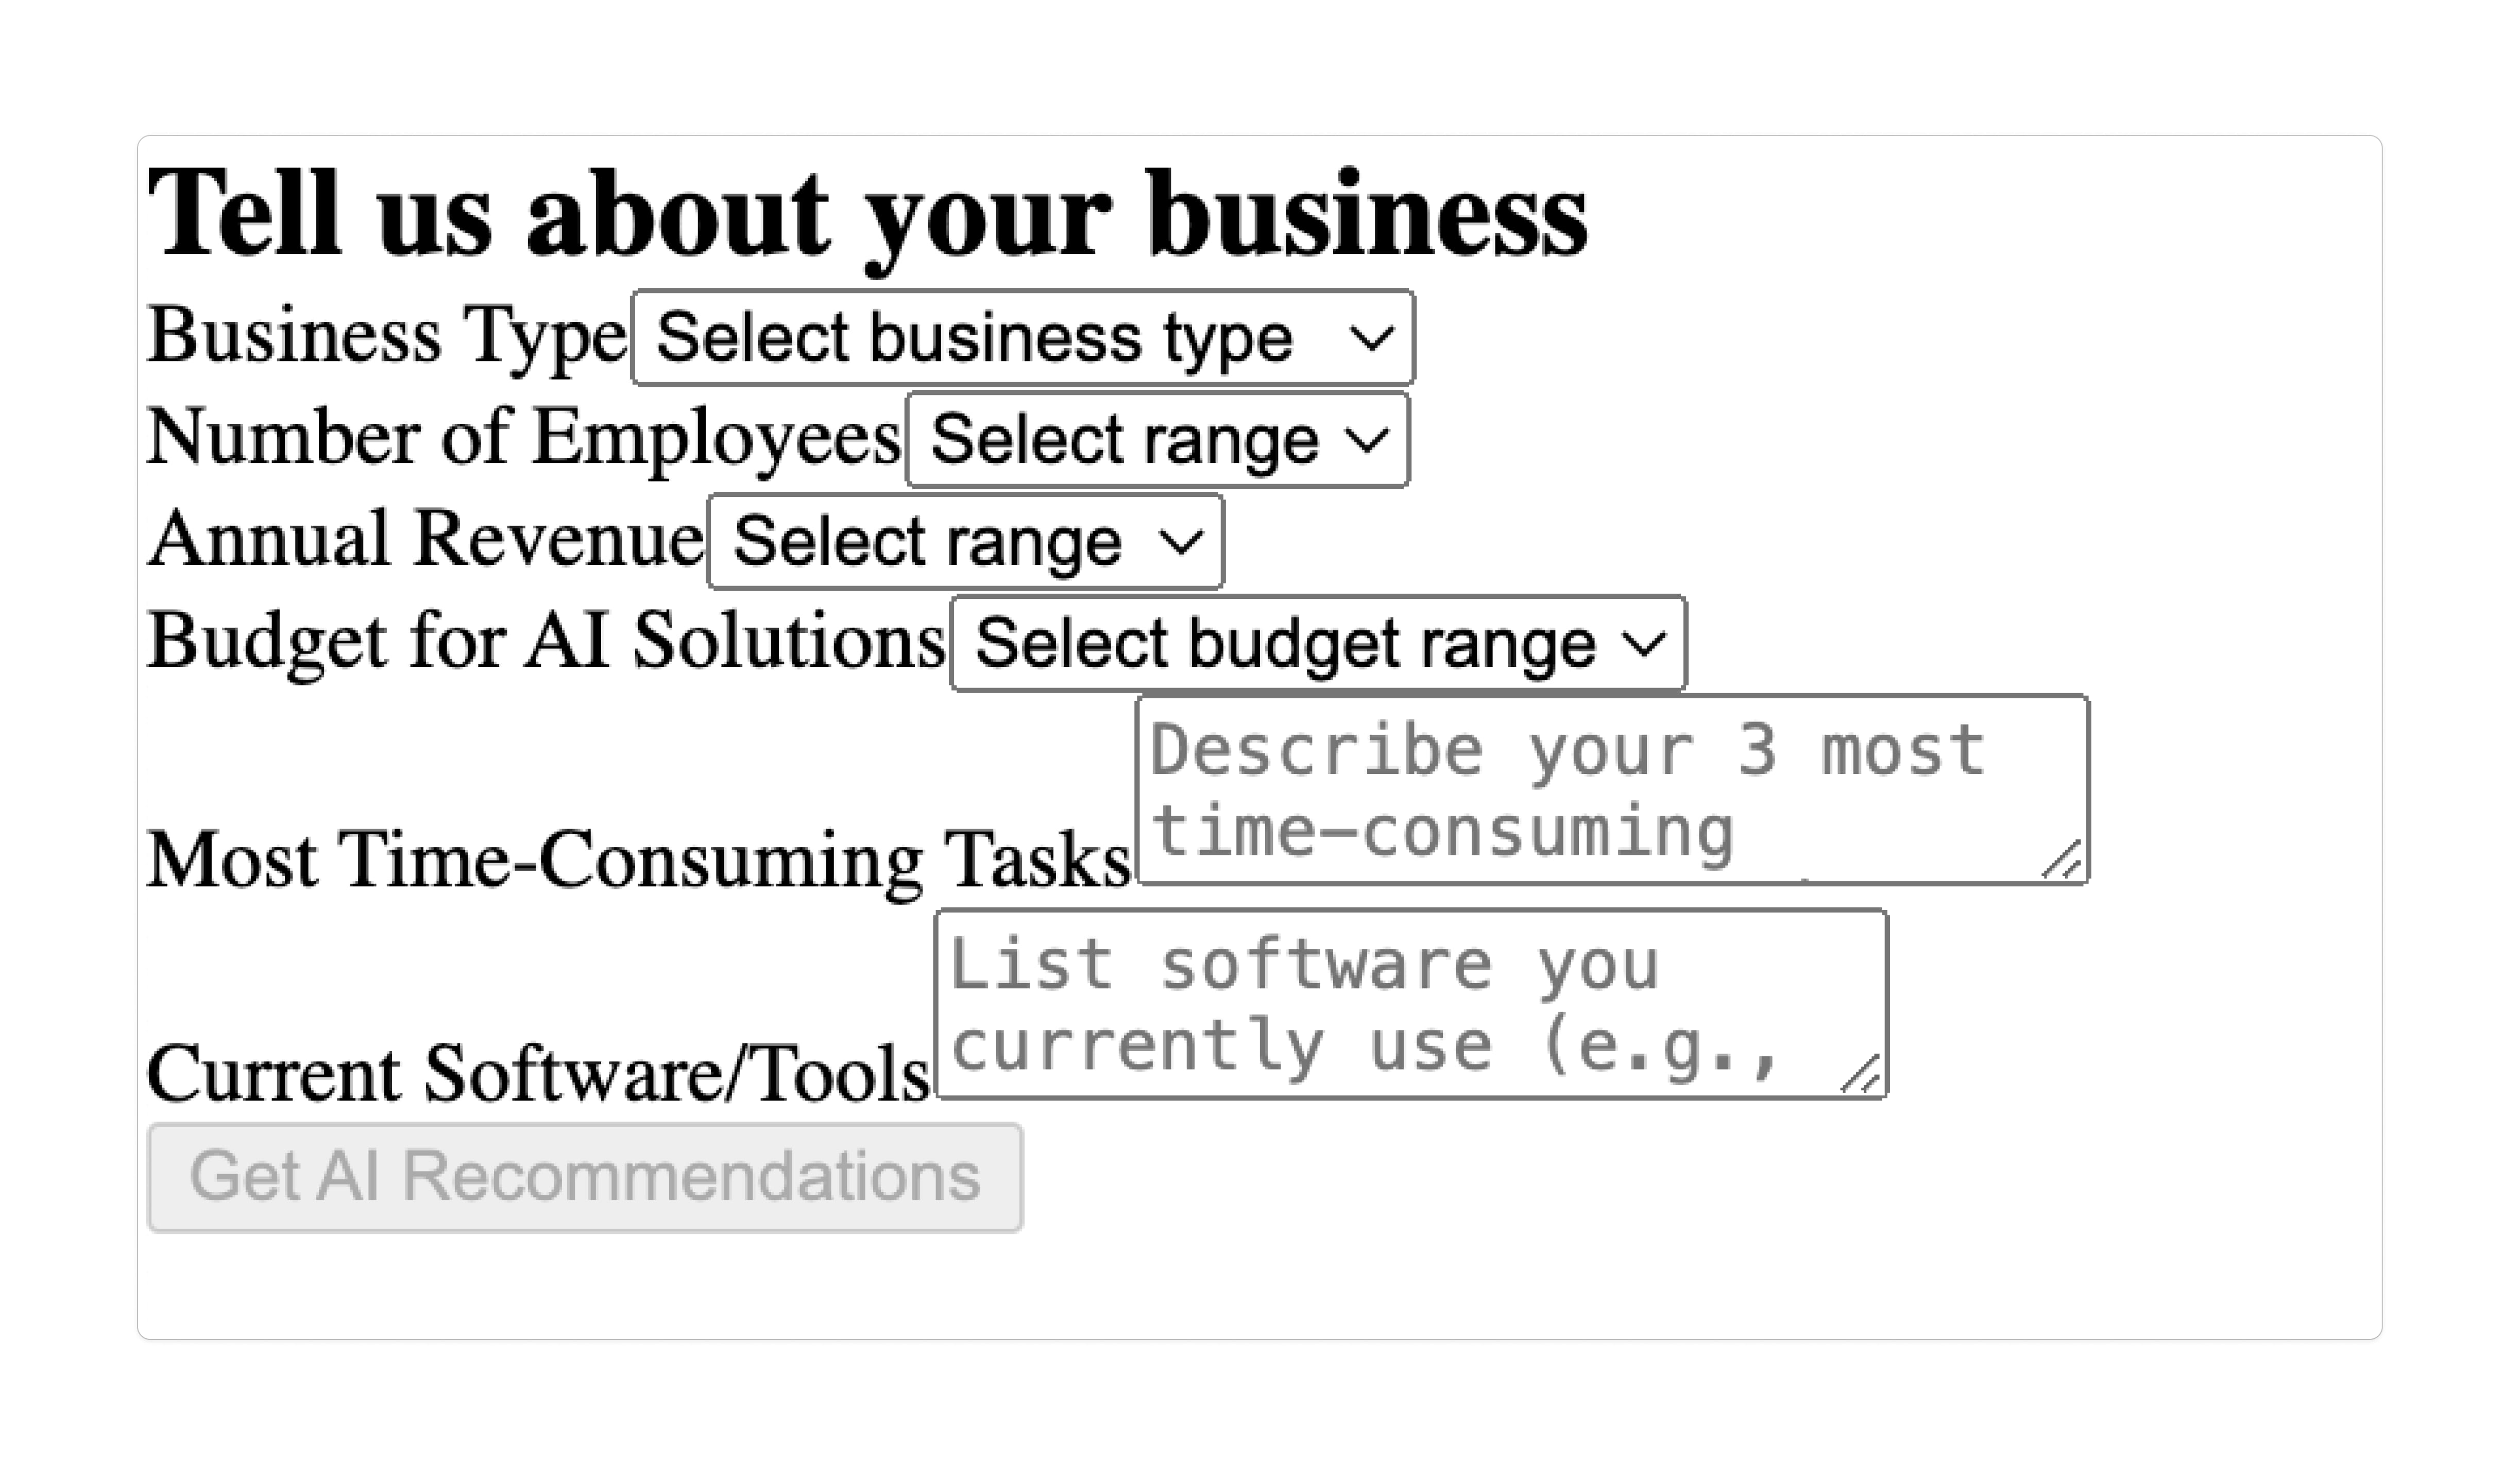 Tell us about your business
Business Type Select business type
Number of Employees Select range
Annual Revenue Select range
Budget for AI Solutions Select budget range
Describe your 3 most
time-consuming
Most Time-Consuming Tasks
List software you
currently use (e.g.,
Current Software/Tools
Get AI Recommendations